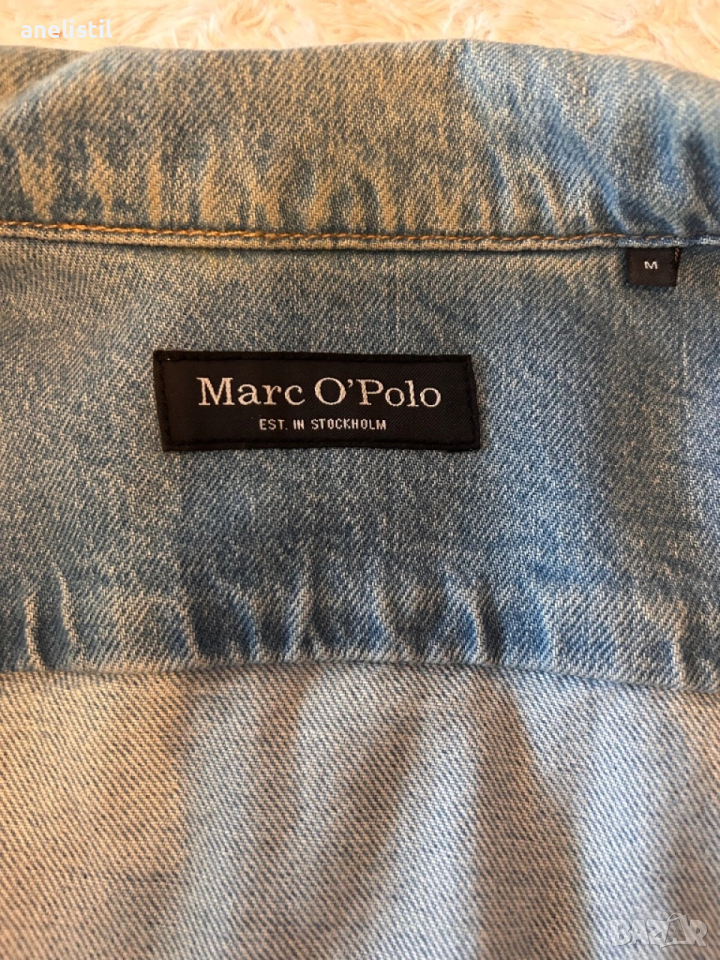 anelistil
M
Marc O'Polo
EST. IN STOCKHOLM
BAZAR